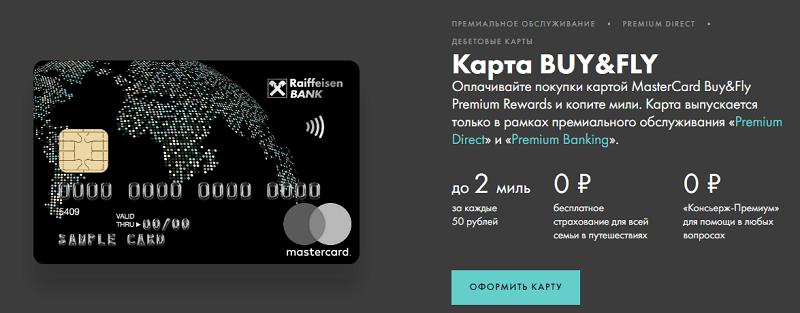 ПРЕМИАЛЬНОЕ ОБСЛУЖИВАНИЕ • PREMIUM DIRECT •
ДЕБЕТОВЫЕ КАРТЫ
Карта BUY&FLY
Оплачивайте покупки картой MasterCard Buy&Fly
Premium Rewards и копите мили. Карта выпускается
только в рамках премиального обслуживания «Premium
Direct» и «Premium Banking».
до 2 миль
за каждые
50 рублей
0 ₽
бесплатное
страхование для всей
семьи в путешествиях
0 ₽
«Консьерж-Премиум»
для помощи в любых
вопросах
ОФОРМИТЬ КАРТУ
Raiffeisen
BANK
0000 0000 0000 0000
5409
VALID
THRU ▶ 00/00
SAMPLE CARD
mastercard.